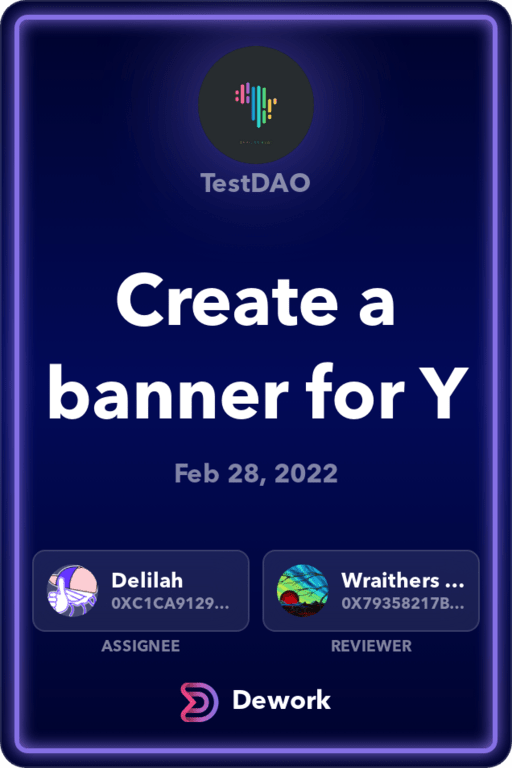 TestDAO
Create a
banner for Y
Feb 28, 2022
Delilah
0XC1CA9129...
ASSIGNEE
Wraithers ...
0X79358217B...
REVIEWER
Dework